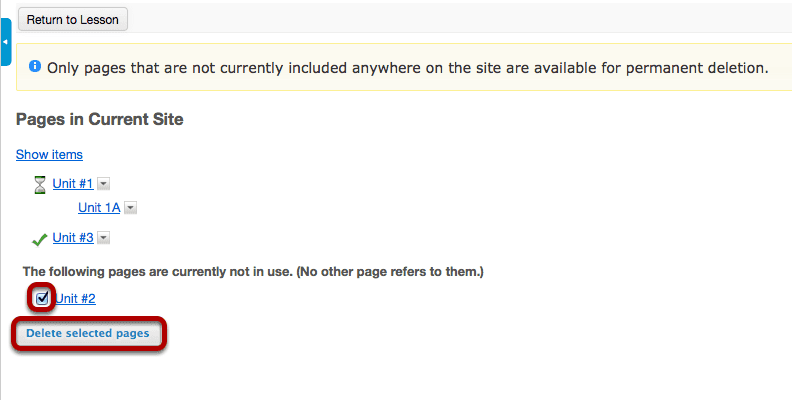 Return to Lesson
Only pages that are not currently included anywhere on the site are available for permanent deletion.
Pages in Current Site
Show items
Unit #1
Unit 1A
Unit #3
The following pages are currently not in use. (No other page refers to them.)
Unit #2
Delete selected pages